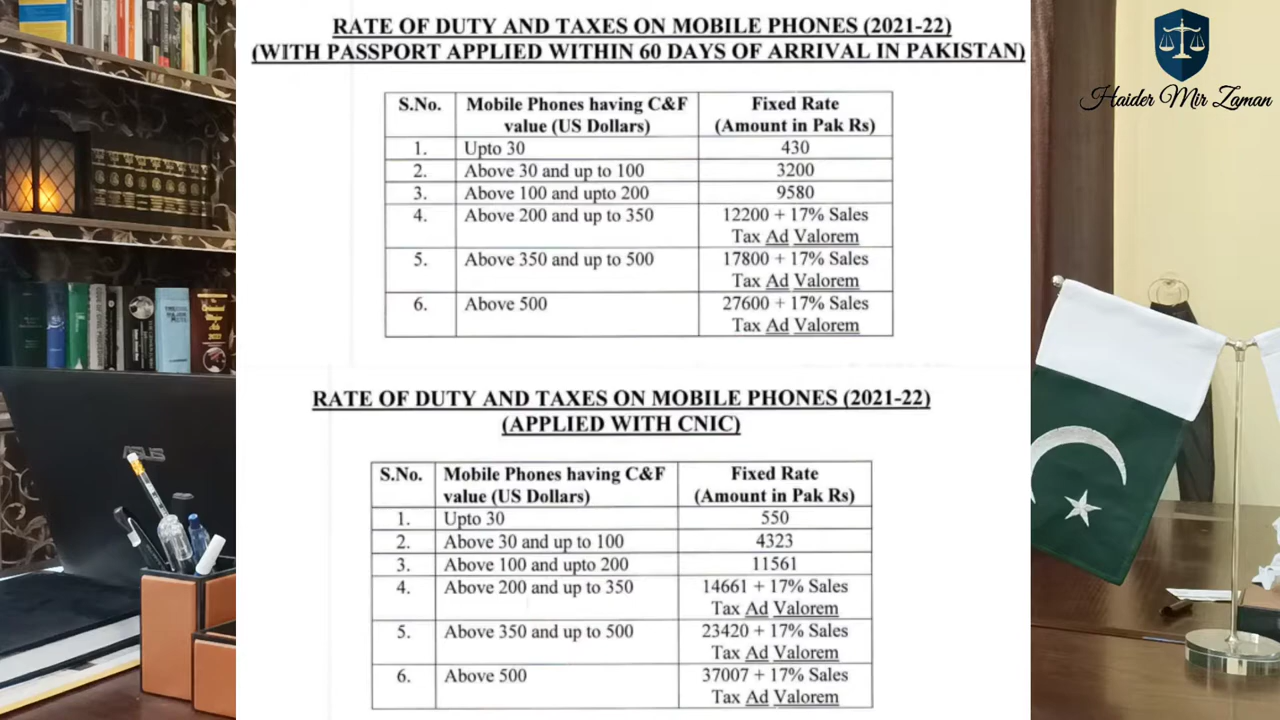 RATE OF DUTY AND TAXES ON MOBILE PHONES (2021-22)
(WITH PASSPORT APPLIED WITHIN 60 DAYS OF ARRIVAL IN PAKISTAN)
Haider Mir Zaman
S.No. Mobile Phones having C&F value (US Dollars) Fixed Rate (Amount in Pak Rs)
1. Upto 30 430
2. Above 30 and up to 100 3200
3. Above 100 and upto 200 9580
4. Above 200 and up to 350 12200 + 17% Sales
Tax Ad Valorem
5. Above 350 and up to 500 17800 + 17% Sales
Tax Ad Valorem
6. Above 500 27600 + 17% Sales
Tax Ad Valorem
RATE OF DUTY AND TAXES ON MOBILE PHONES (2021-22)
(APPLIED WITH CNIC)
S.No. Mobile Phones having C&F value (US Dollars) Fixed Rate (Amount in Pak Rs)
1. Upto 30 550
2. Above 30 and up to 100 4323
3. Above 100 and upto 200 11561
4. Above 200 and up to 350 14661 + 17% Sales
Tax Ad Valorem
5. Above 350 and up to 500 23420 + 17% Sales
Tax Ad Valorem
6. Above 500 37007 + 17% Sales
Tax Ad Valorem
ASUS